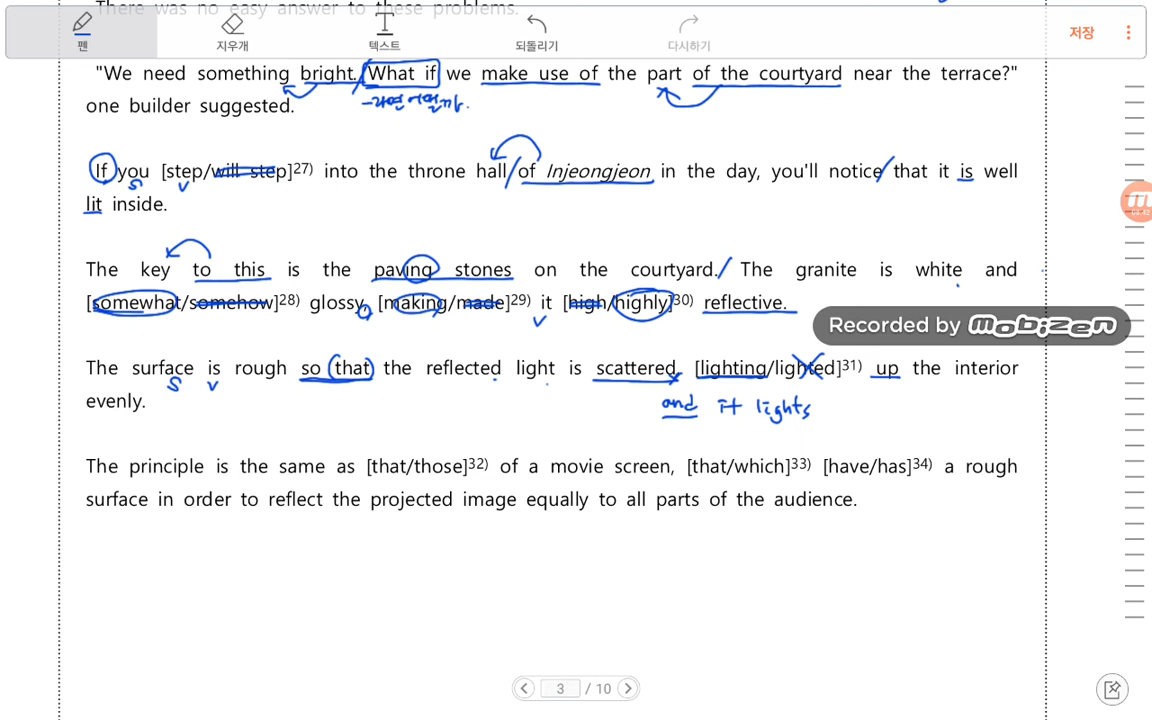 There was no easy answer to these problems.
펜 지우개 텍스트 되돌리기 다시하기 저장
"We need something bright. What if we make use of the part of the courtyard near the terrace?"
-라면 어떨까.
one builder suggested.
If you [step/will step]27) into the throne hall of Injeongjeon in the day, you'll notice that it is well
S V
lit inside.
The key to this is the paving stones on the courtyard. The granite is white and
[somewhat/somehow]28) glossy, [making/made]29) it [high/highly]30) reflective.
V
Recorded by mobizen
The surface is rough so that the reflected light is scattered, [lighting/lighted]31) up the interior
S V
evenly.
and it lights
The principle is the same as [that/those]32) of a movie screen, [that/which]33) [have/has]34) a rough
surface in order to reflect the projected image equally to all parts of the audience.
3 / 10